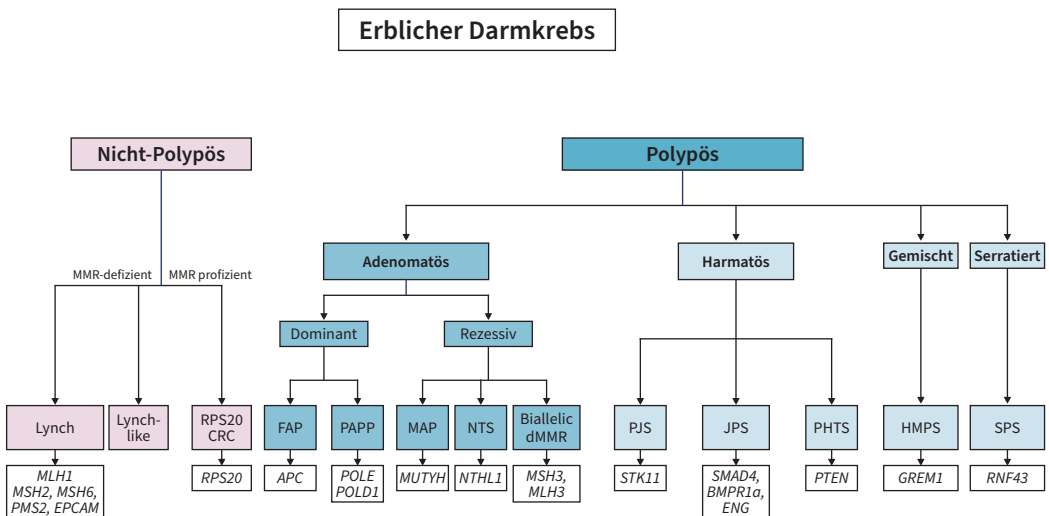 Erblicher Darmkrebs
Nicht-Polypös
Polypös
Adenomatös
Harmatös
Gemischt
Serratiert
MMR-defizient
MMR profizient
Dominant
Rezessiv
Lynch
Lynch-
like
RPS20
CRC
FAP
PAPP
MAP
NTS
Biallelic
dMMR
PJS
JPS
PHTS
HMPS
SPS
MLH1
MSH2, MSH6,
PMS2, EPCAM
RPS20
APC
POLE
POLD1
MUTYH
NTHL1
MSH3,
MLH3
STK11
SMAD4,
BMPR1a,
ENG
PTEN
GREM1
RNF43